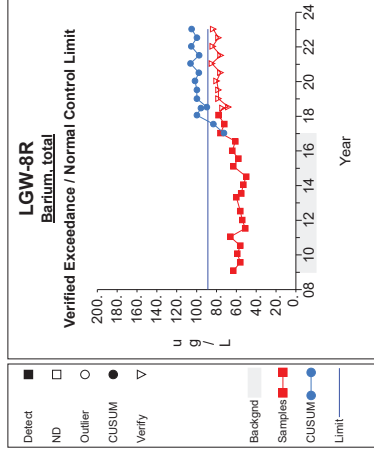 LGW-8R
Barium, total
Verified Exceedance / Normal Control Limit
200.
180.
160.
140.
120.
100.
80.
60.
40.
20.
0.
u g / L
08
10
12
14
16
18
20
22
24
Year
Detect
ND
Outlier
CUSUM
Verify
Backgnd
Samples
CUSUM
Limit